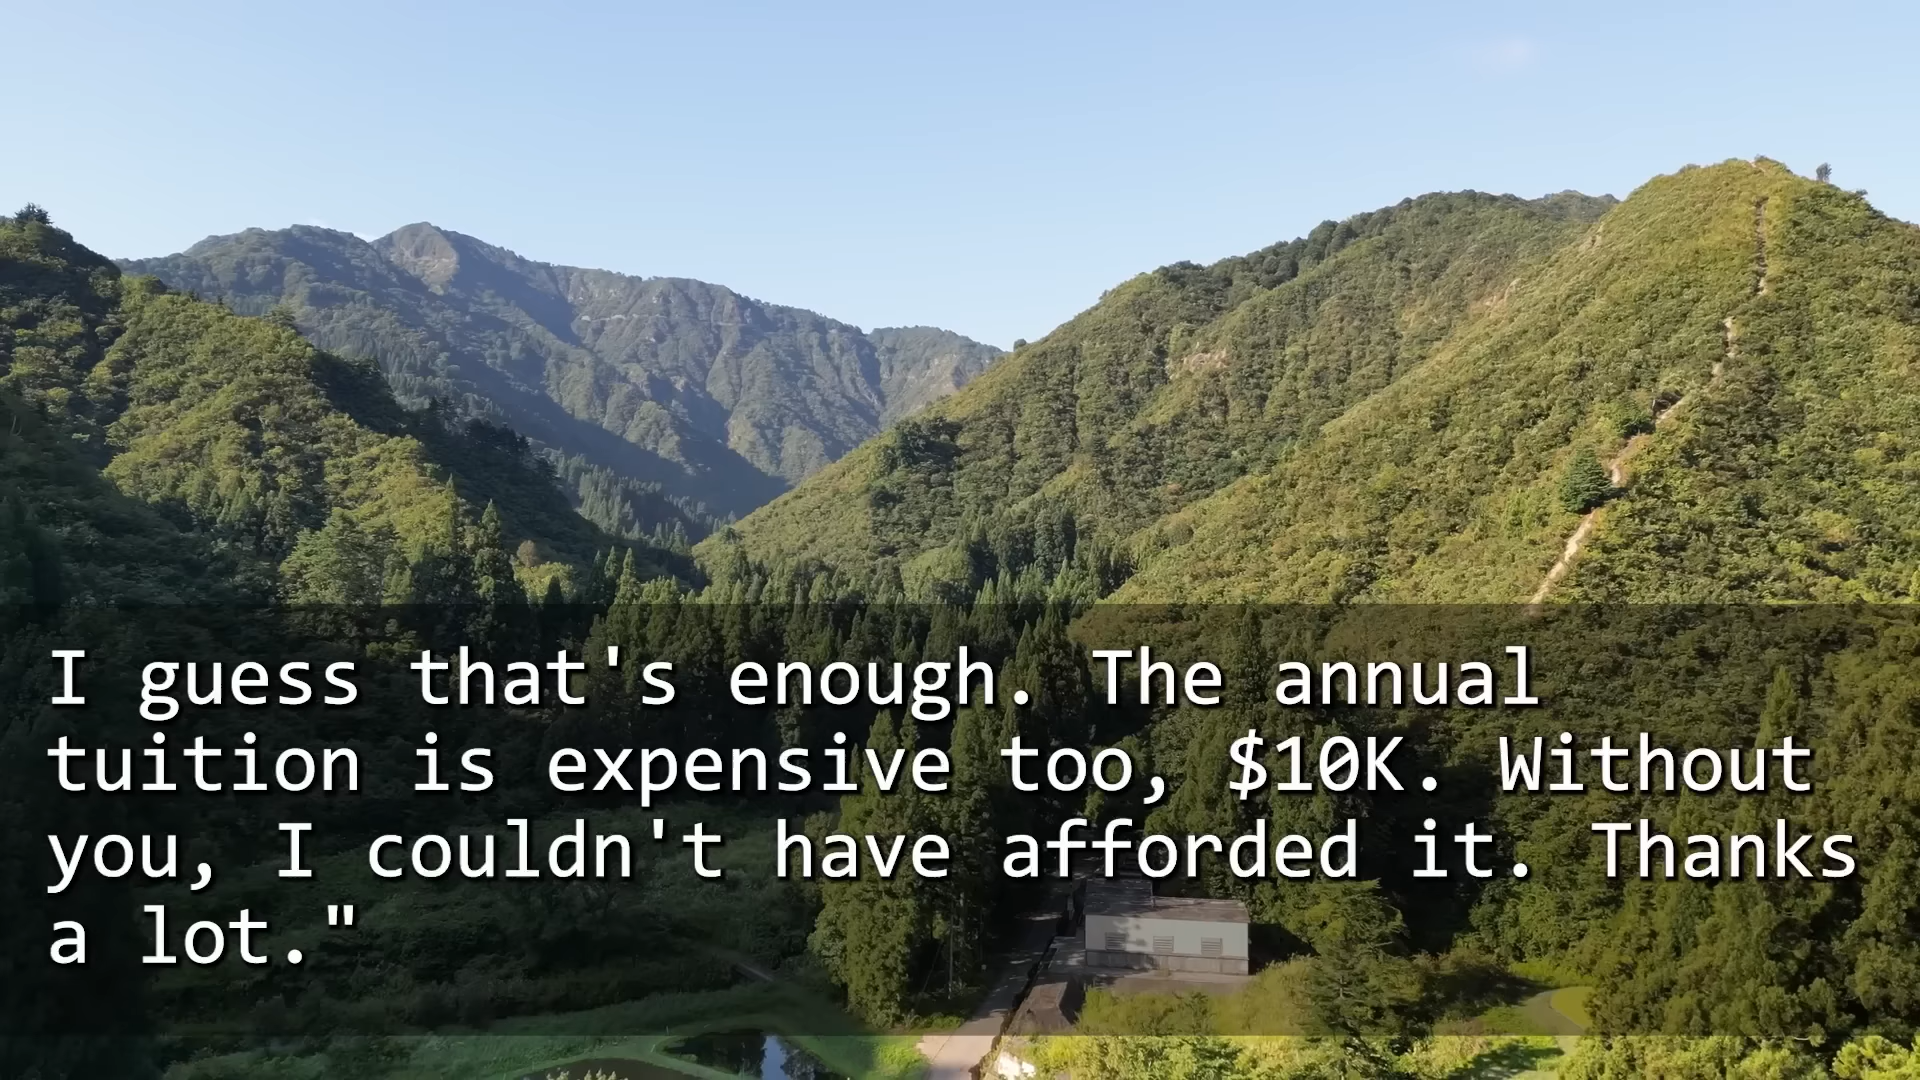 I guess that's enough. The annual
tuition is expensive too, $10K. Without
you, I couldn't have afforded it. Thanks
a lot."